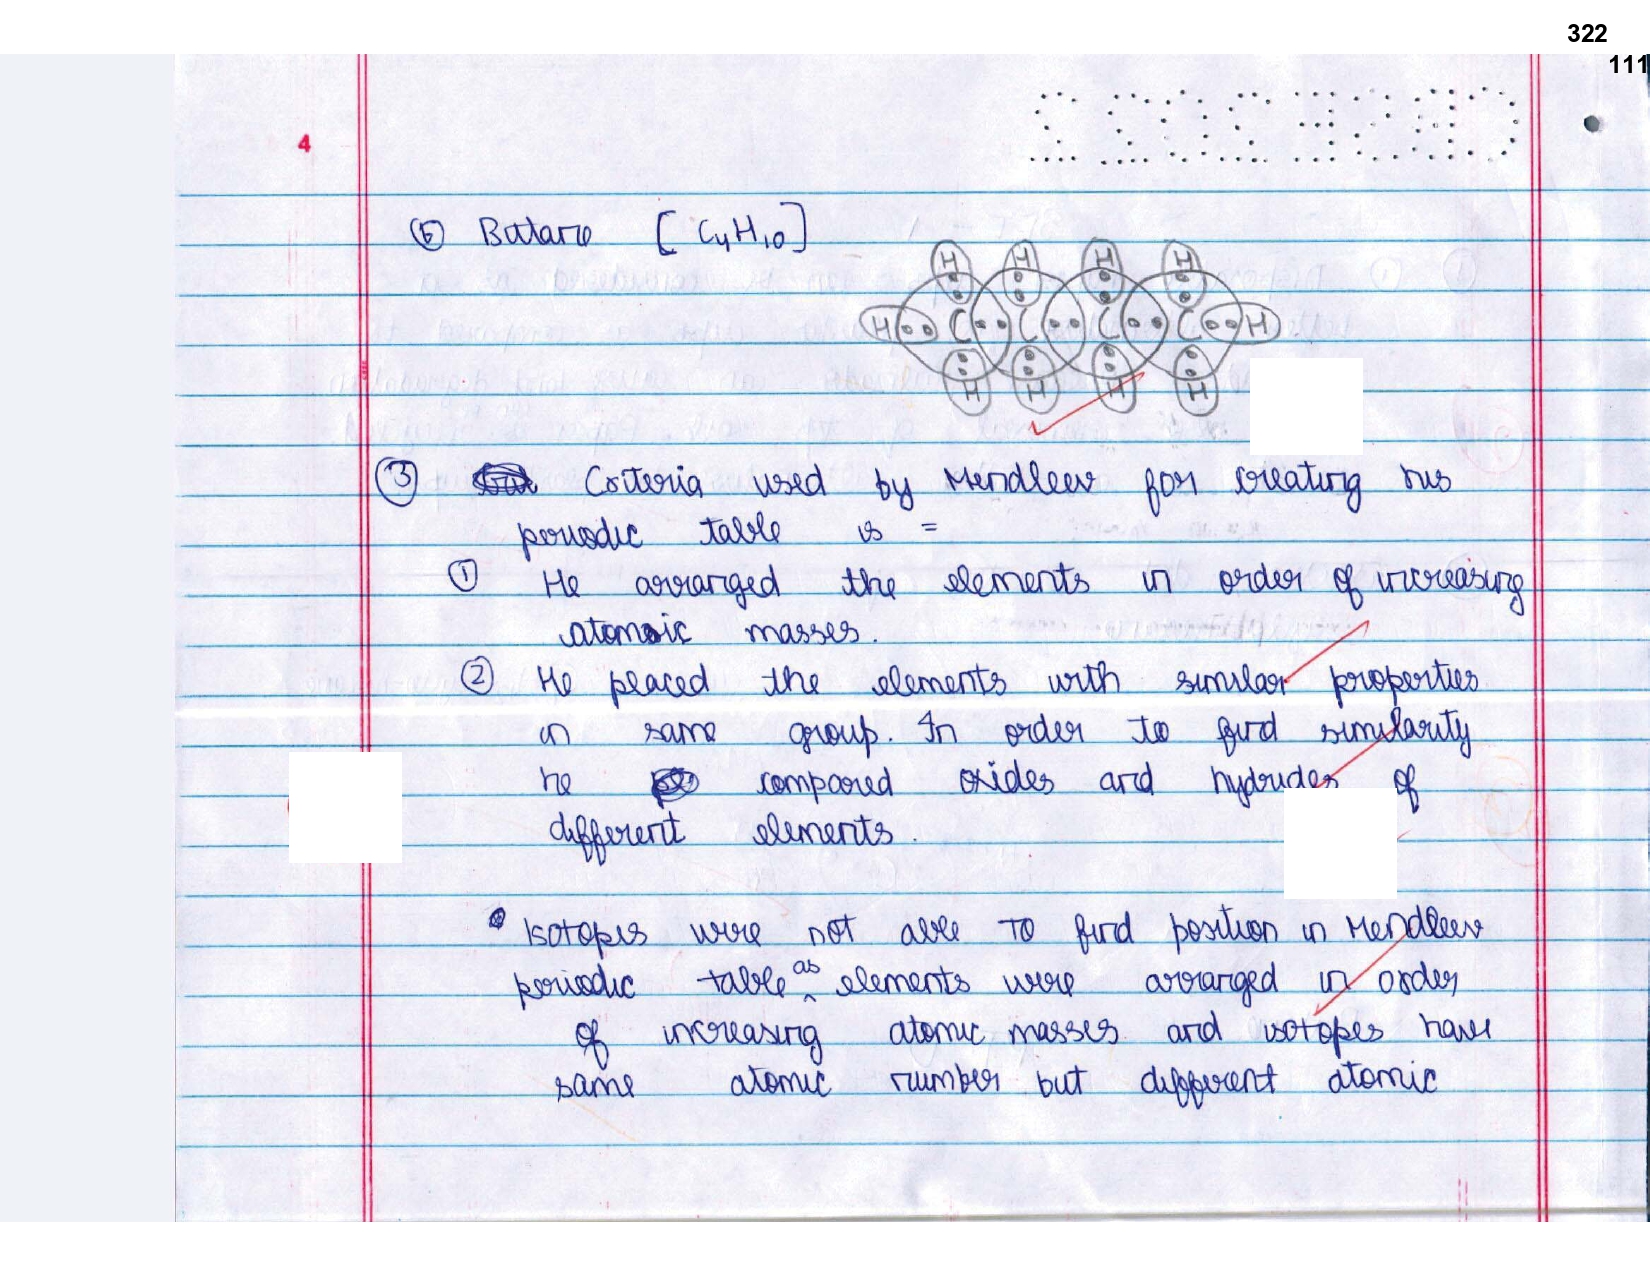 322
111
4
(b) Butane [C4H10]
H H H H
H C C C C H
H H H H
(3) Criteria used by Mendleev for creating his
periodic table is =
(1) He arranged the elements in order of increasing
atomic masses.
(2) He placed the elements with similar properties
in same group. In order to find similarity
he compared oxides and hydrides of
different elements.
Isotopes were not able to find position in Mendleev
periodic table as elements were arranged in order
of increasing atomic masses and isotopes have
same atomic number but different atomic